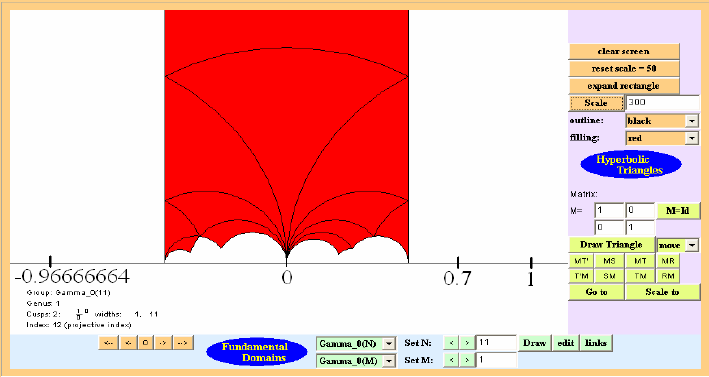 clear screen
reset scale = 50
expand rectangle
Scale 300
outline: black
filling: red
Hyperbolic
Triangles
Matrix:
M= 1 0 M=Id
0 1
Draw Triangle move
MT' MS MT MR
T'M SM TM RM
Go to Scale to
-0.96666664 0 0.7 1
Group: Gamma_0(11)
Genus: 1
Cusps: 2: 1/0 0 widths: 1, 11
Index: 12 (projective index)
<-- <- 0 -> -->
Fundamental
Domains
Gamma_0(N) Set N: < > 11 Draw edit links
Gamma_0(M) Set M: < > 1